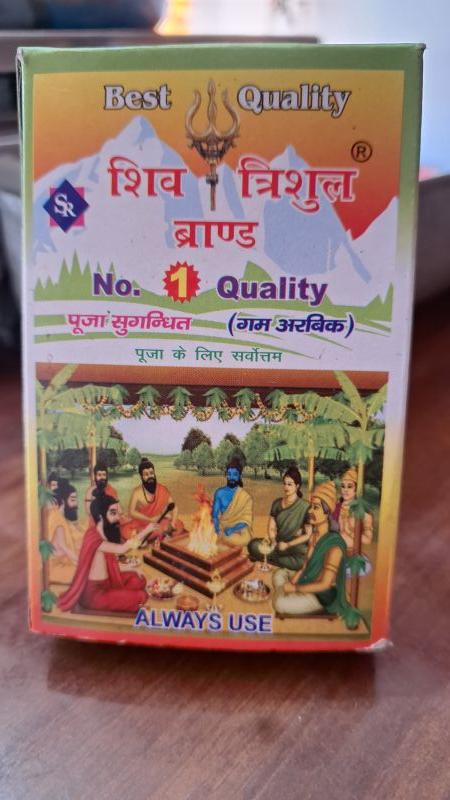 Best Quality
®
शिव त्रिशुल
SR
ब्राण्ड
No. 1 Quality
पूजा सुगन्धित (गम अरबिक)
पूजा के लिए सर्वोत्तम
ALWAYS USE